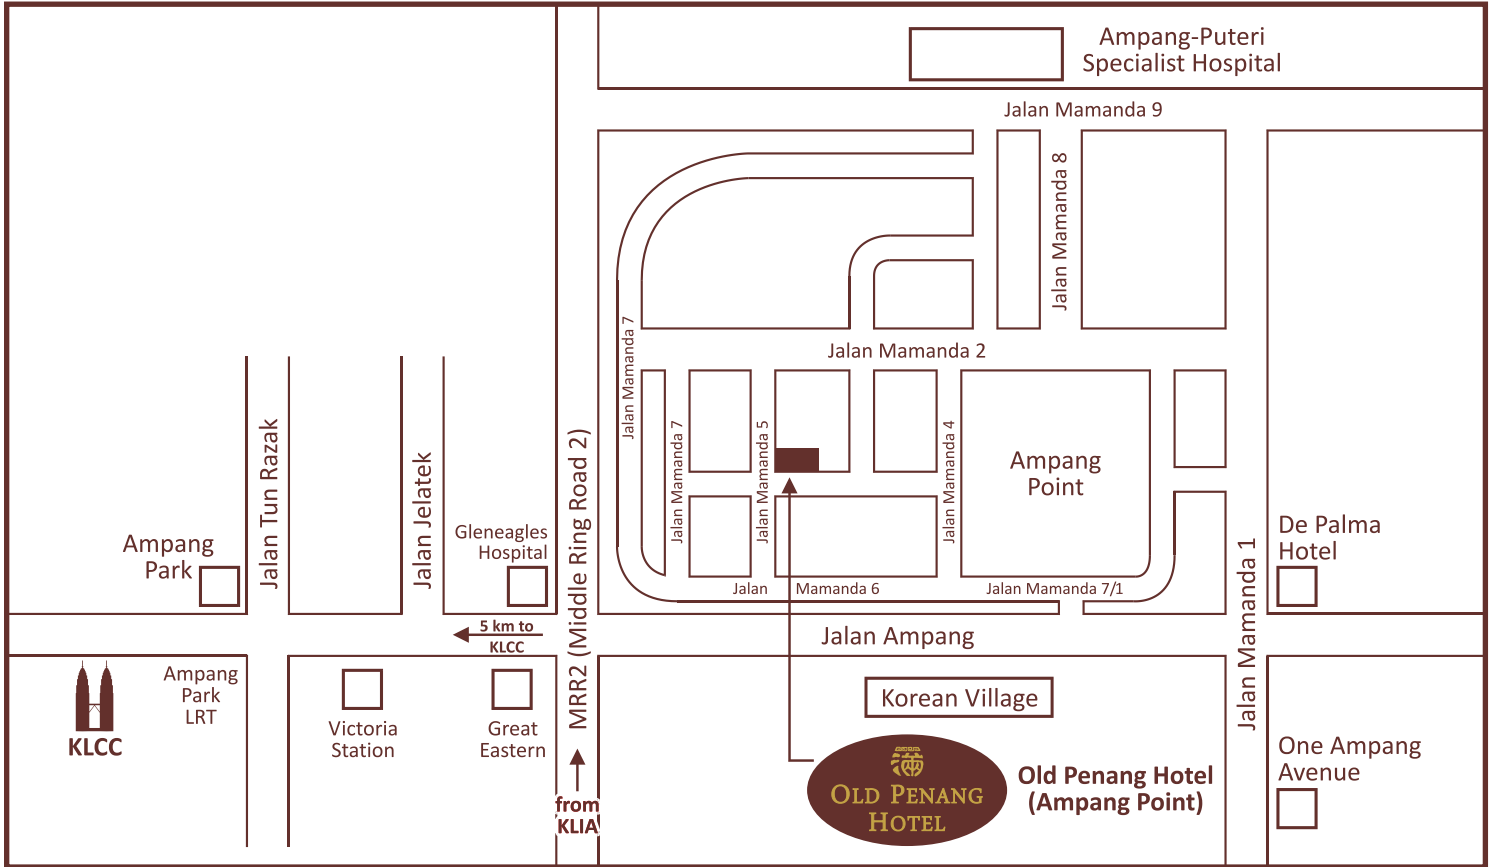 Ampang-Puteri
Specialist Hospital
Jalan Mamanda 9
Jalan Mamanda 8
Jalan Mamanda 7
Jalan Mamanda 2
Jalan Mamanda 7
Jalan Mamanda 5
Jalan Mamanda 4
Ampang
Point
Jalan Tun Razak
Jalan Jelatek
MRR2 (Middle Ring Road 2)
Gleneagles
Hospital
Ampang
Park
De Palma
Hotel
Jalan Mamanda 1
Jalan Mamanda 6
Jalan Mamanda 7/1
5 km to
KLCC
Jalan Ampang
KLCC
Ampang
Park
LRT
Victoria
Station
Great
Eastern
Korean Village
from
KLIA
满
OLD PENANG
HOTEL
Old Penang Hotel
(Ampang Point)
One Ampang
Avenue